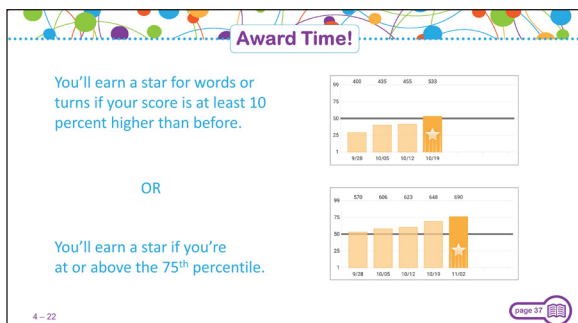 Award Time!
You'll earn a star for words or
turns if your score is at least 10
percent higher than before.
400 435 455 533
99
75
50
25
1
9/28 10/05 10/12 10/19
OR
570 606 623 648 690
99
75
50
25
1
9/28 10/05 10/12 10/19 11/02
You'll earn a star if you're
at or above the 75th percentile.
4 – 22
page 37